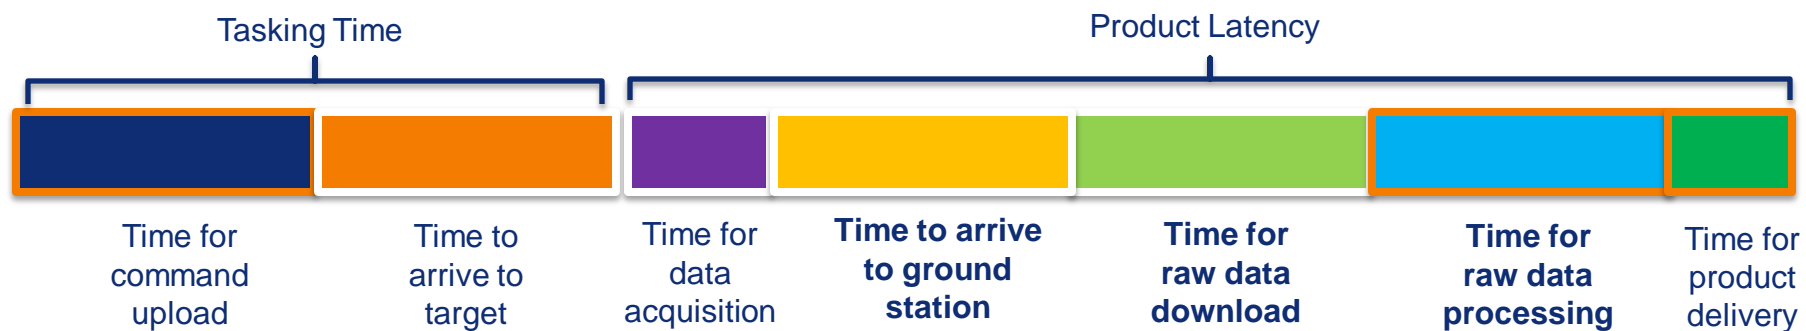 Tasking Time
Product Latency
Time for
command
upload
Time to
arrive to
target
Time for
data
acquisition
Time to arrive
to ground
station
Time for
raw data
download
Time for
raw data
processing
Time for
product
delivery